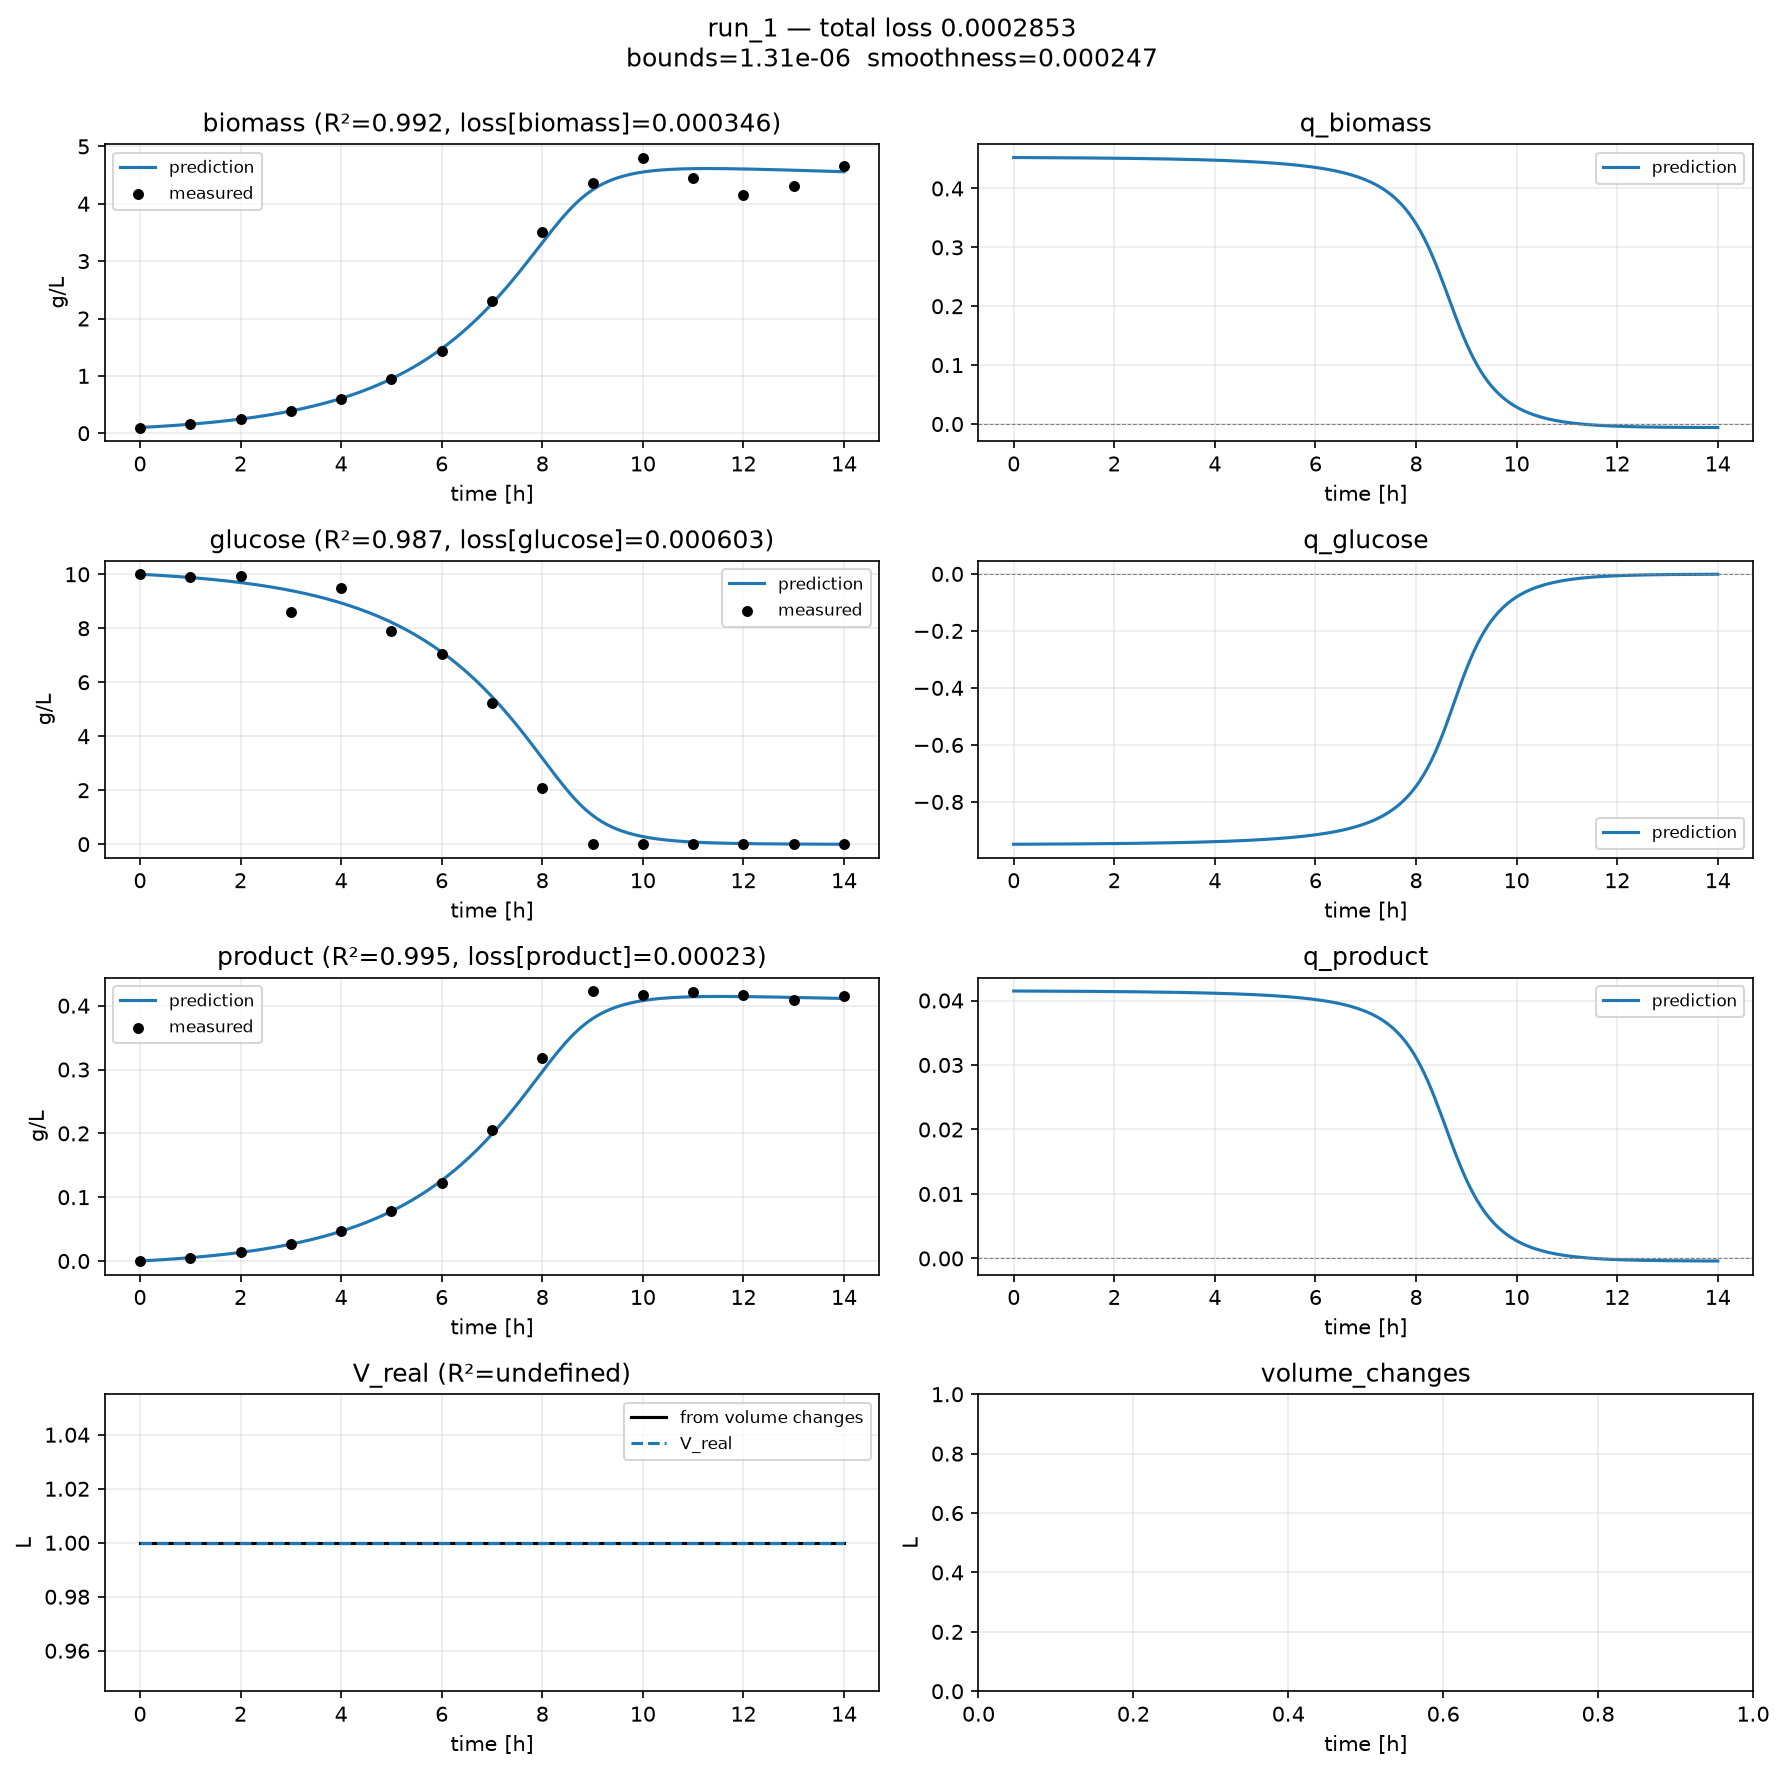 run_1 — total loss 0.0002853
bounds=1.31e-06  smoothness=0.000247
biomass (R²=0.992, loss[biomass]=0.000346)
5
4
3
2
1
0
g/L
prediction
measured
0 2 4 6 8 10 12 14
time [h]
q_biomass
0.4
0.3
0.2
0.1
0.0
prediction
0 2 4 6 8 10 12 14
time [h]
glucose (R²=0.987, loss[glucose]=0.000603)
10
8
6
4
2
0
g/L
prediction
measured
0 2 4 6 8 10 12 14
time [h]
q_glucose
0.0
−0.2
−0.4
−0.6
−0.8
prediction
0 2 4 6 8 10 12 14
time [h]
product (R²=0.995, loss[product]=0.00023)
0.4
0.3
0.2
0.1
0.0
g/L
prediction
measured
0 2 4 6 8 10 12 14
time [h]
q_product
0.04
0.03
0.02
0.01
0.00
prediction
0 2 4 6 8 10 12 14
time [h]
V_real (R²=undefined)
1.04
1.02
1.00
0.98
0.96
L
from volume changes
V_real
0 2 4 6 8 10 12 14
time [h]
volume_changes
1.0
0.8
0.6
0.4
0.2
0.0
L
0.0 0.2 0.4 0.6 0.8 1.0
time [h]